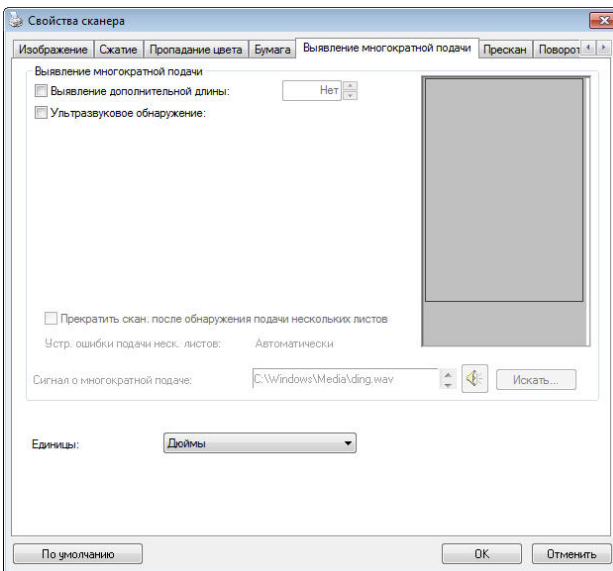 Свойства сканера
Изображение Сжатие Пропадание цвета Бумага Выявление многократной подачи Прескан Поворот
Выявление многократной подачи
Выявление дополнительной длины: Нет
Ультразвуковое обнаружение:
Прекратить скан. после обнаружения подачи нескольких листов
Устр. ошибки подачи неск. листов: Автоматически
Сигнал о многократной подаче: C:\Windows\Media\ding.wav Искать...
Единицы: Дюймы
По умолчанию OK Отменить